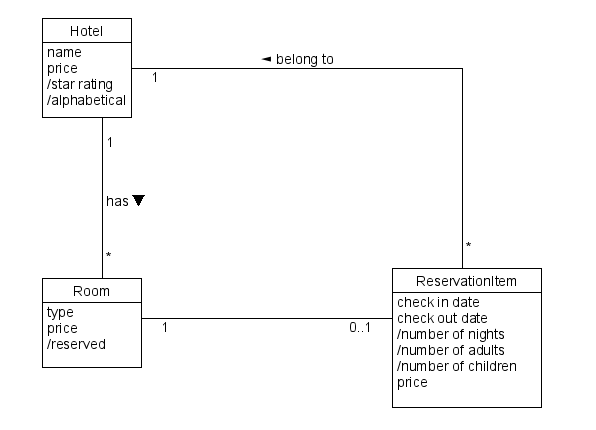 Hotel
name
price
/star rating
/alphabetical
◄ belong to
1
1
has ▼
*
*
Room
type
price
/reserved
1
0..1
ReservationItem
check in date
check out date
/number of nights
/number of adults
/number of children
price